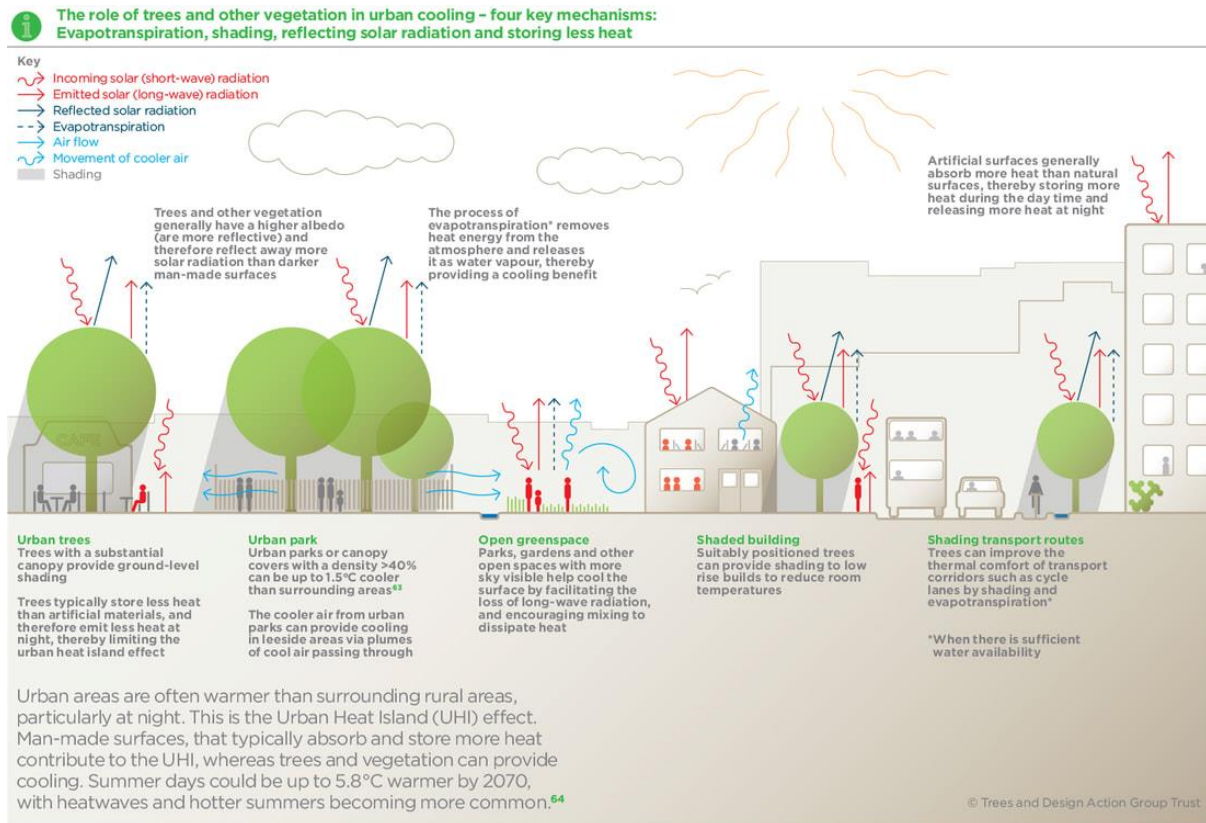 The role of trees and other vegetation in urban cooling – four key mechanisms:
Evapotranspiration, shading, reflecting solar radiation and storing less heat
Key
Incoming solar (short-wave) radiation
Emitted solar (long-wave) radiation
Reflected solar radiation
Evapotranspiration
Air flow
Movement of cooler air
Shading
Trees and other vegetation
generally have a higher albedo
(are more reflective) and
therefore reflect away more
solar radiation than darker
man-made surfaces
The process of
evapotranspiration* removes
heat energy from the
atmosphere and releases
it as water vapour, thereby
providing a cooling benefit
Artificial surfaces generally
absorb more heat than natural
surfaces, thereby storing more
heat during the day time and
releasing more heat at night
CAFE
Urban trees
Trees with a substantial
canopy provide ground-level
shading
Trees typically store less heat
than artificial materials, and
therefore emit less heat at
night, thereby limiting the
urban heat island effect
Urban park
Urban parks or canopy
covers with a density >40%
can be up to 1.5°C cooler
than surrounding areas⁶³
The cooler air from urban
parks can provide cooling
in leeside areas via plumes
of cool air passing through
Open greenspace
Parks, gardens and other
open spaces with more
sky visible help cool the
surface by facilitating the
loss of long-wave radiation,
and encouraging mixing to
dissipate heat
Shaded building
Suitably positioned trees
can provide shading to low
rise builds to reduce room
temperatures
Shading transport routes
Trees can improve the
thermal comfort of transport
corridors such as cycle
lanes by shading and
evapotranspiration*
*When there is sufficient
water availability
Urban areas are often warmer than surrounding rural areas,
particularly at night. This is the Urban Heat Island (UHI) effect.
Man-made surfaces, that typically absorb and store more heat
contribute to the UHI, whereas trees and vegetation can provide
cooling. Summer days could be up to 5.8°C warmer by 2070,
with heatwaves and hotter summers becoming more common.⁶⁴
© Trees and Design Action Group Trust